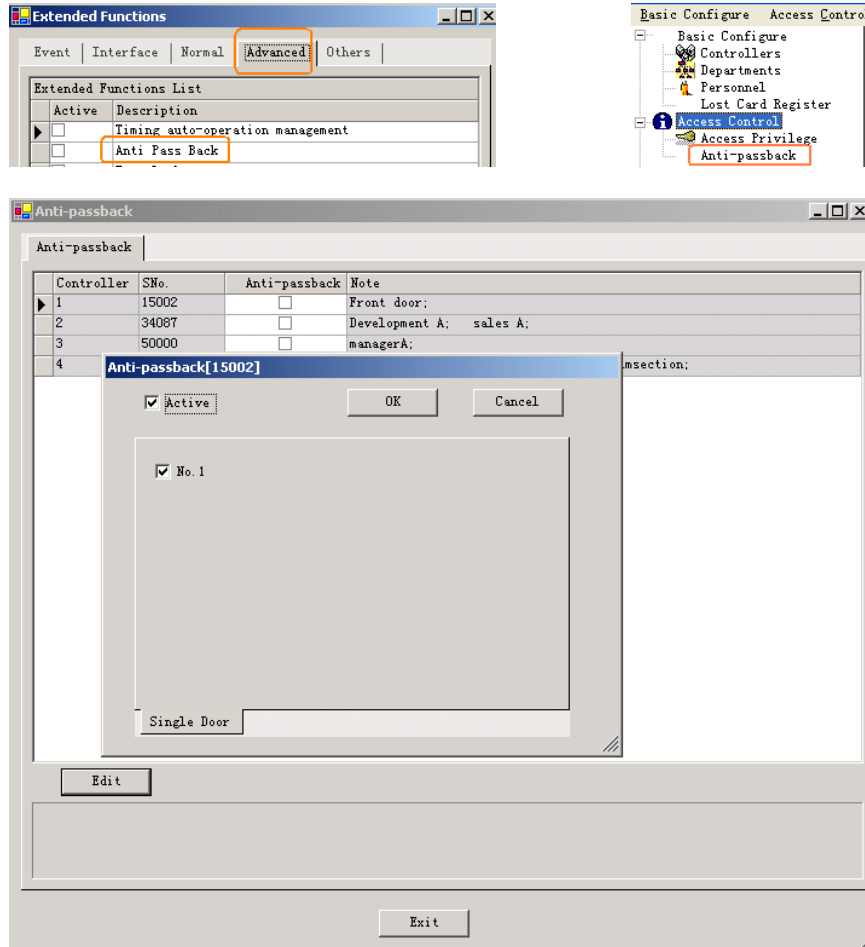 Extended Functions
Event Interface Normal Advanced Others
Extended Functions List
Active Description
Timing auto-operation management
Anti Pass Back
Basic Configure Access Contro
Basic Configure
Controllers
Departments
Personnel
Lost Card Register
Access Control
Access Privilege
Anti-passback
Anti-passback
Anti-passback
Controller SNo. Anti-passback Note
1 15002 Front door;
2 34087 Development A; sales A;
3 50000 managerA;
4 msection;
Anti-passback[15002]
Active OK Cancel
No.1
Single Door
Edit
Exit